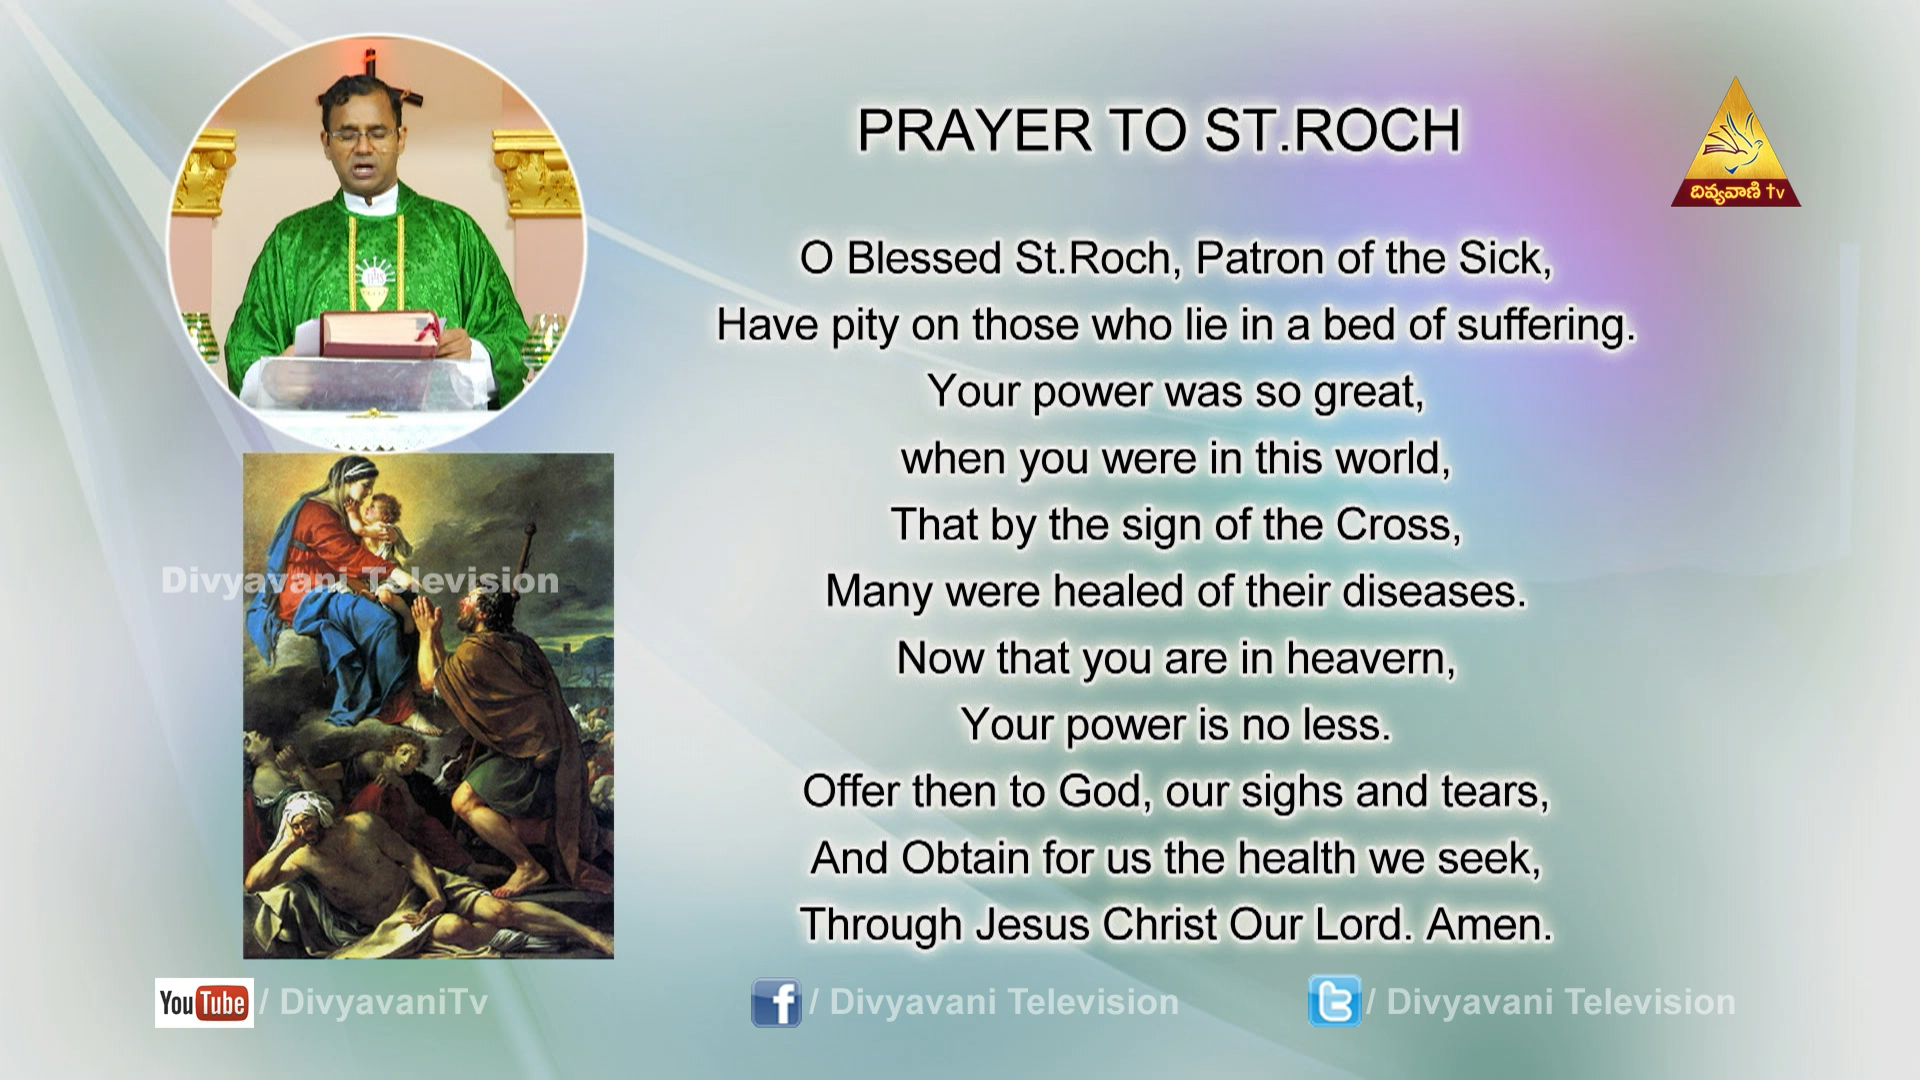 PRAYER TO ST.ROCH
దివ్యవాణి tv
O Blessed St.Roch, Patron of the Sick,
Have pity on those who lie in a bed of suffering.
Your power was so great,
when you were in this world,
That by the sign of the Cross,
Many were healed of their diseases.
Now that you are in heavern,
Your power is no less.
Offer then to God, our sighs and tears,
And Obtain for us the health we seek,
Through Jesus Christ Our Lord. Amen.
Divyavani Television
YouTube / DivyavaniTv
f / Divyavani Television
t / Divyavani Television